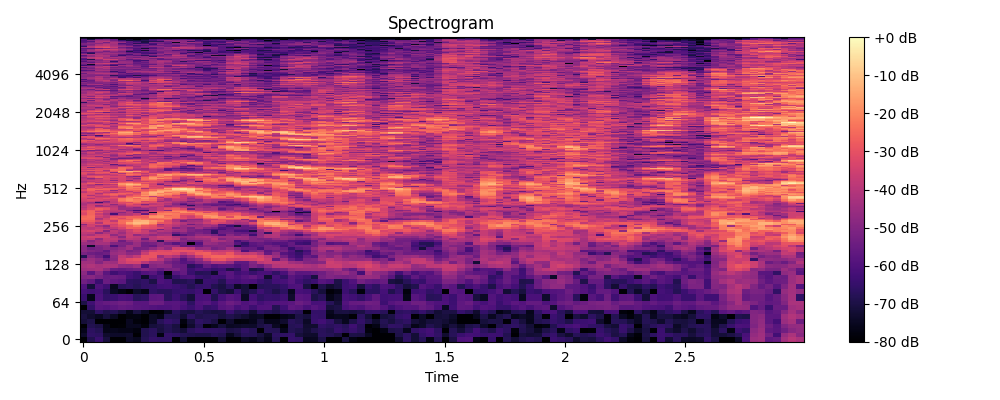 Spectrogram
Hz
4096
2048
1024
512
256
128
64
0
0
0.5
1
1.5
2
2.5
Time
+0 dB
-10 dB
-20 dB
-30 dB
-40 dB
-50 dB
-60 dB
-70 dB
-80 dB